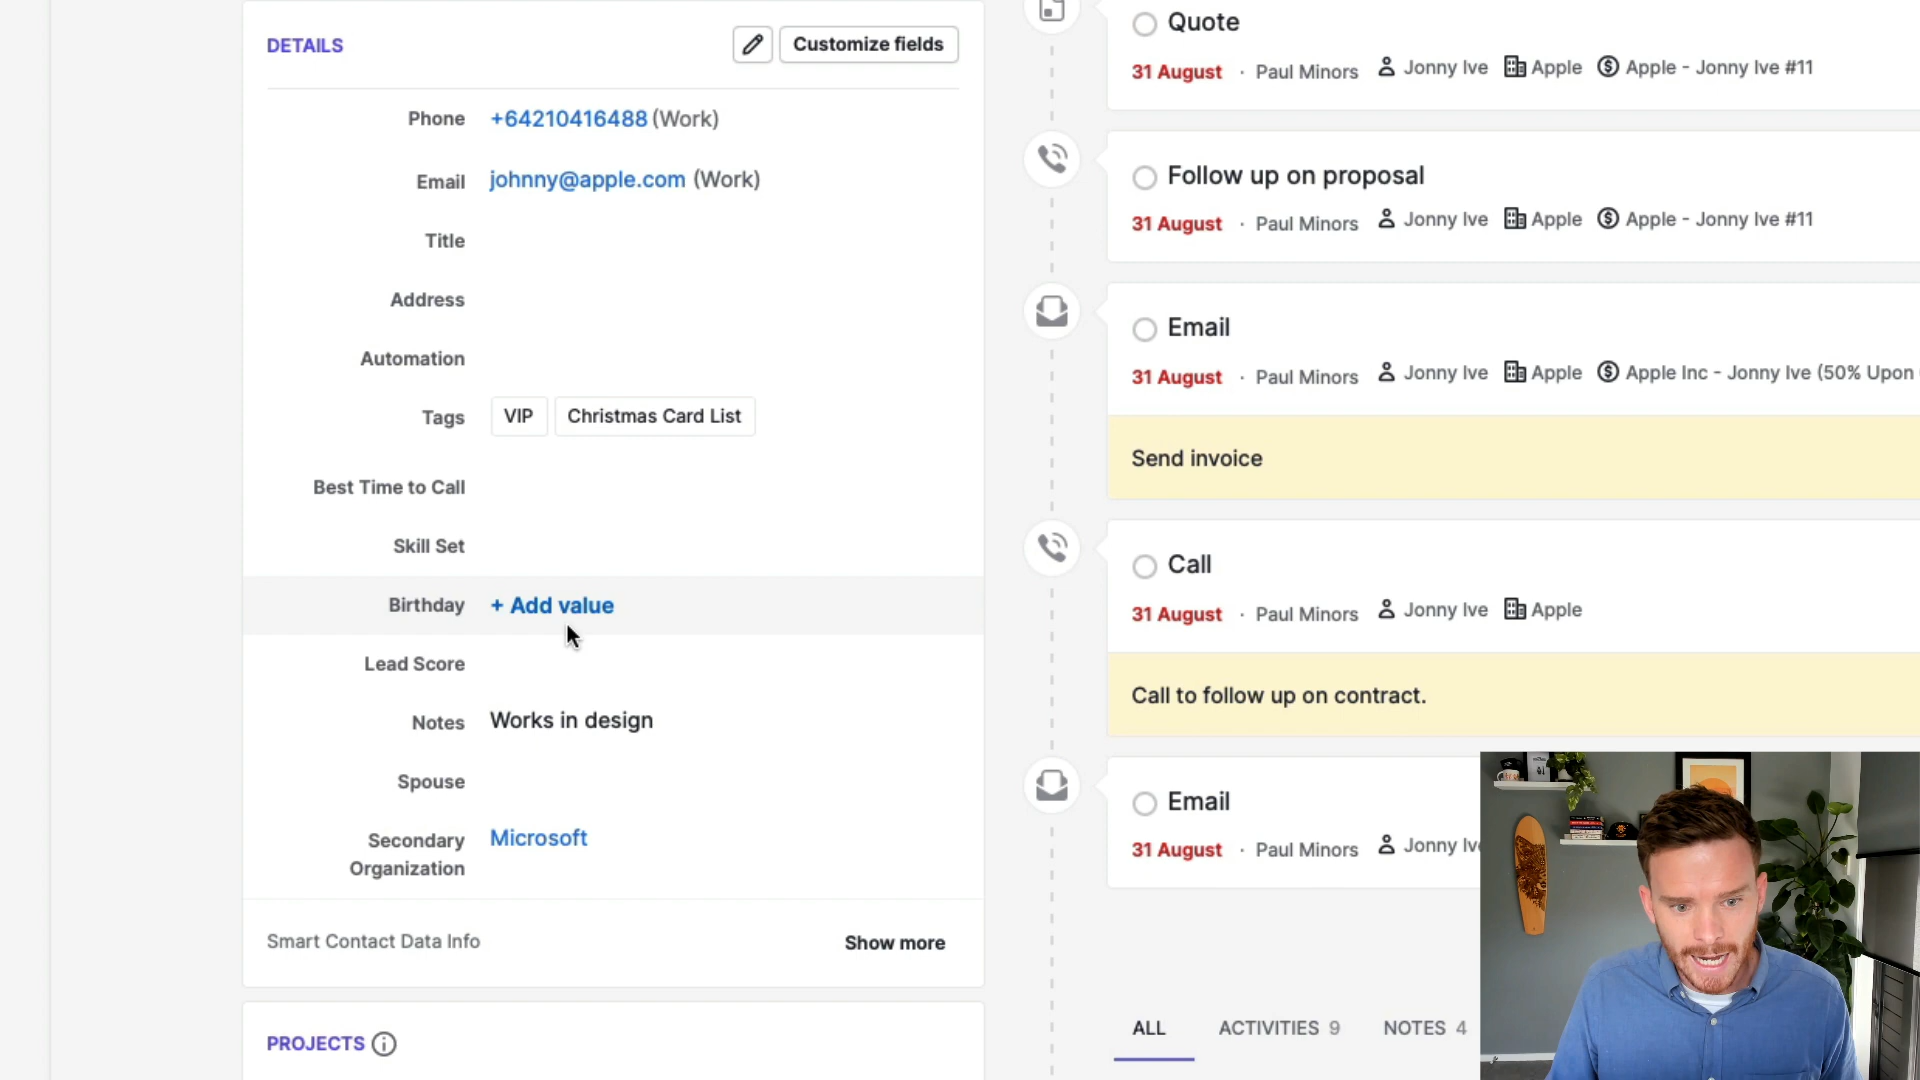 DETAILS
Customize fields
Phone +64210416488 (Work)
Email johnny@apple.com (Work)
Title
Address
Automation
Tags VIP Christmas Card List
Best Time to Call
Skill Set
Birthday + Add value
Lead Score
Notes Works in design
Spouse
Secondary Organization Microsoft
Smart Contact Data Info Show more
PROJECTS
Quote
31 August · Paul Minors Jonny Ive Apple Apple - Jonny Ive #11
Follow up on proposal
31 August · Paul Minors Jonny Ive Apple Apple - Jonny Ive #11
Email
31 August · Paul Minors Jonny Ive Apple Apple Inc - Jonny Ive (50% Upon
Send invoice
Call
31 August · Paul Minors Jonny Ive Apple
Call to follow up on contract.
Email
31 August · Paul Minors Jonny
ALL ACTIVITIES 9 NOTES 4